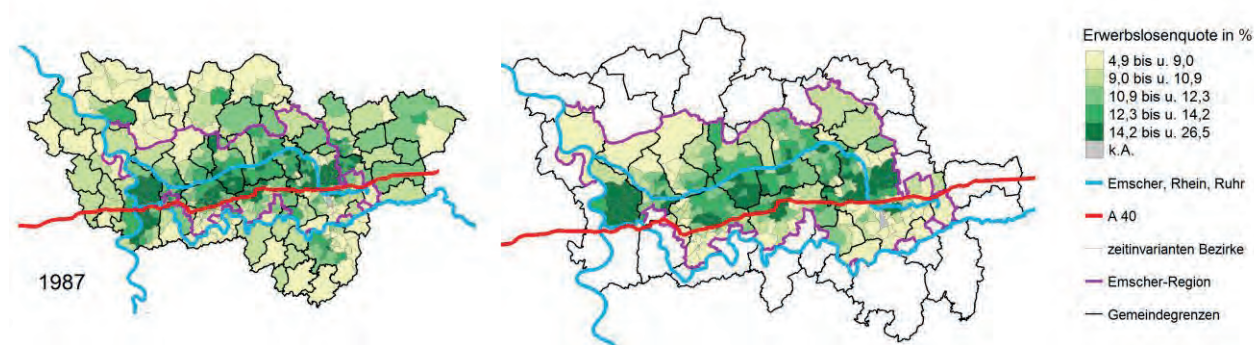 1987
Erwerbslosenquote in %
4,9 bis u. 9,0
9,0 bis u. 10,9
10,9 bis u. 12,3
12,3 bis u. 14,2
14,2 bis u. 26,5
k.A.
Emscher, Rhein, Ruhr
A 40
zeitinvarianten Bezirke
Emscher-Region
Gemeindegrenzen